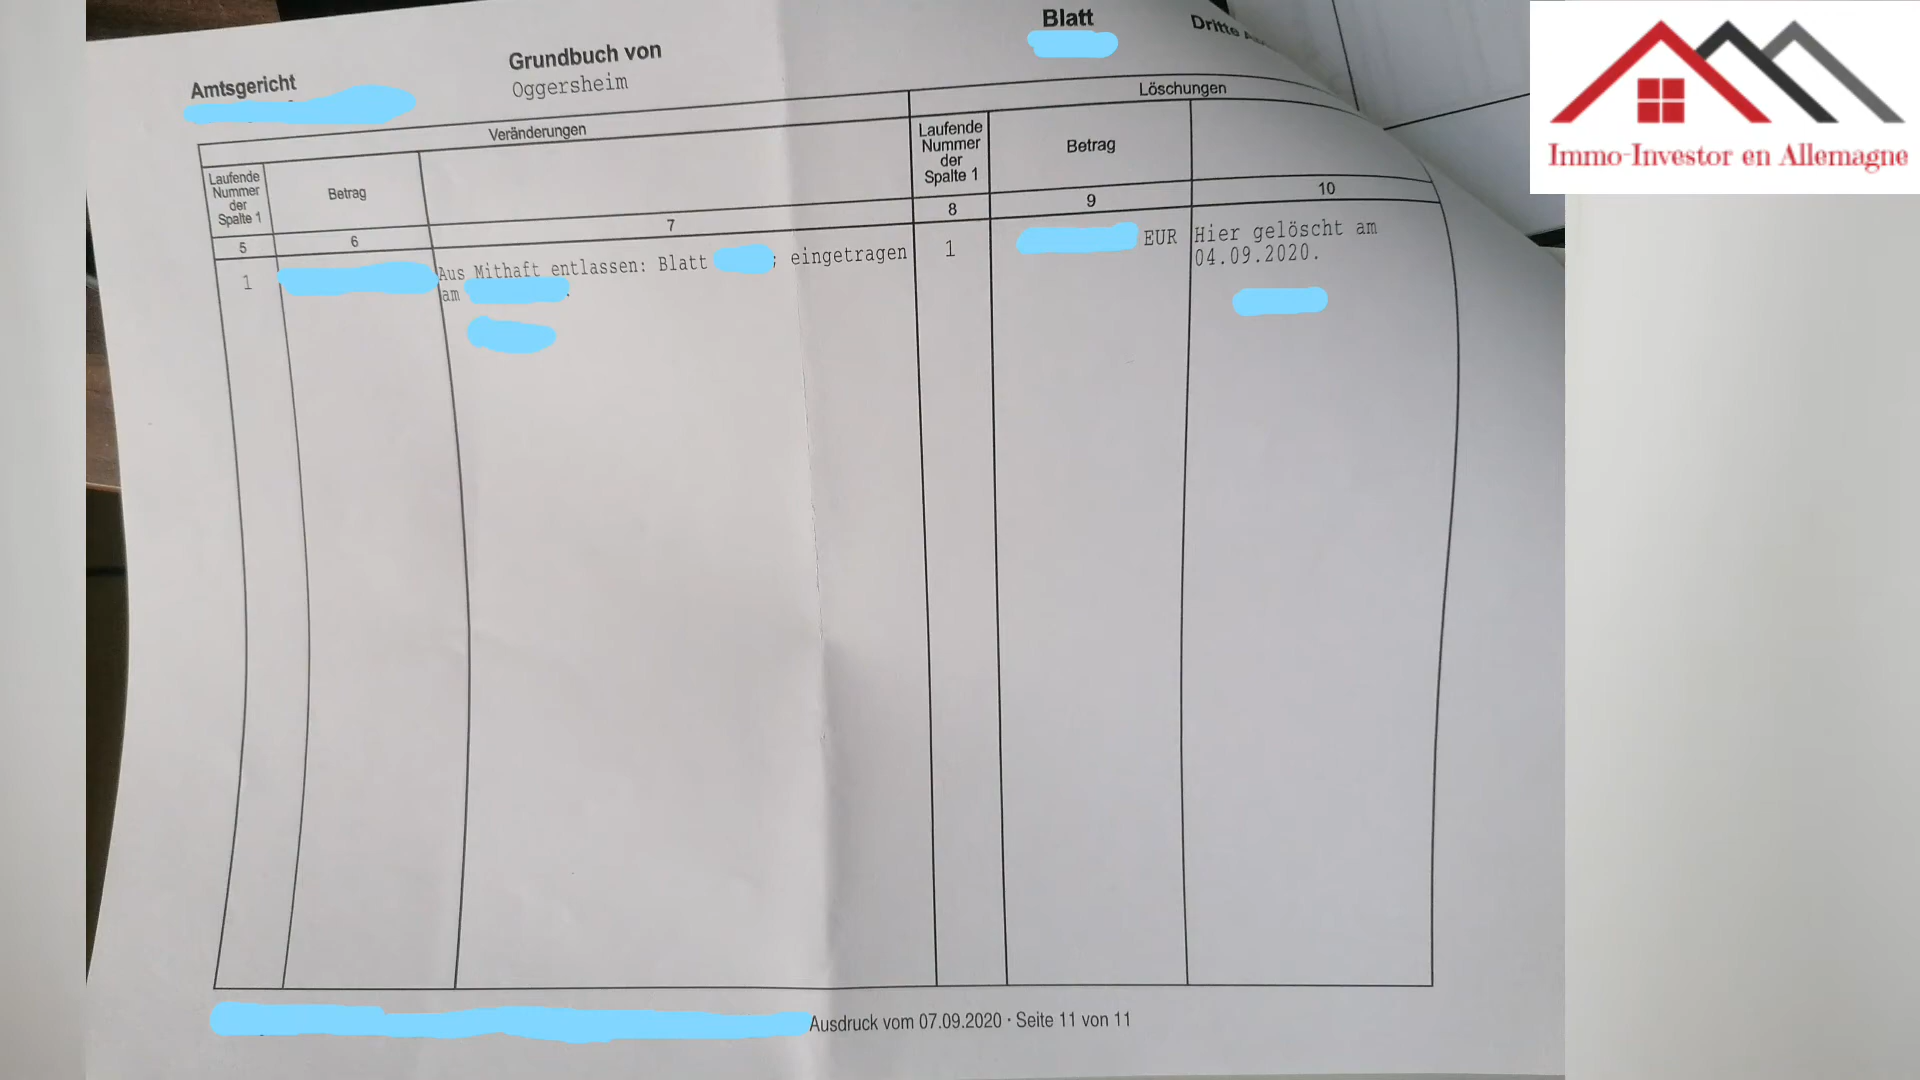 Blatt
Dritte
Grundbuch von
Oggersheim
Amtsgericht
Veränderungen
Löschungen
Laufende
Nummer
der
Spalte 1
Betrag
Laufende
Nummer
der
Spalte 1
Betrag
5
6
7
8
9
10
1
Aus Mithaft entlassen: Blatt ; eingetragen
am .
1
EUR
Hier gelöscht am
04.09.2020.
Ausdruck vom 07.09.2020 · Seite 11 von 11
Immo-Investor en Allemagne